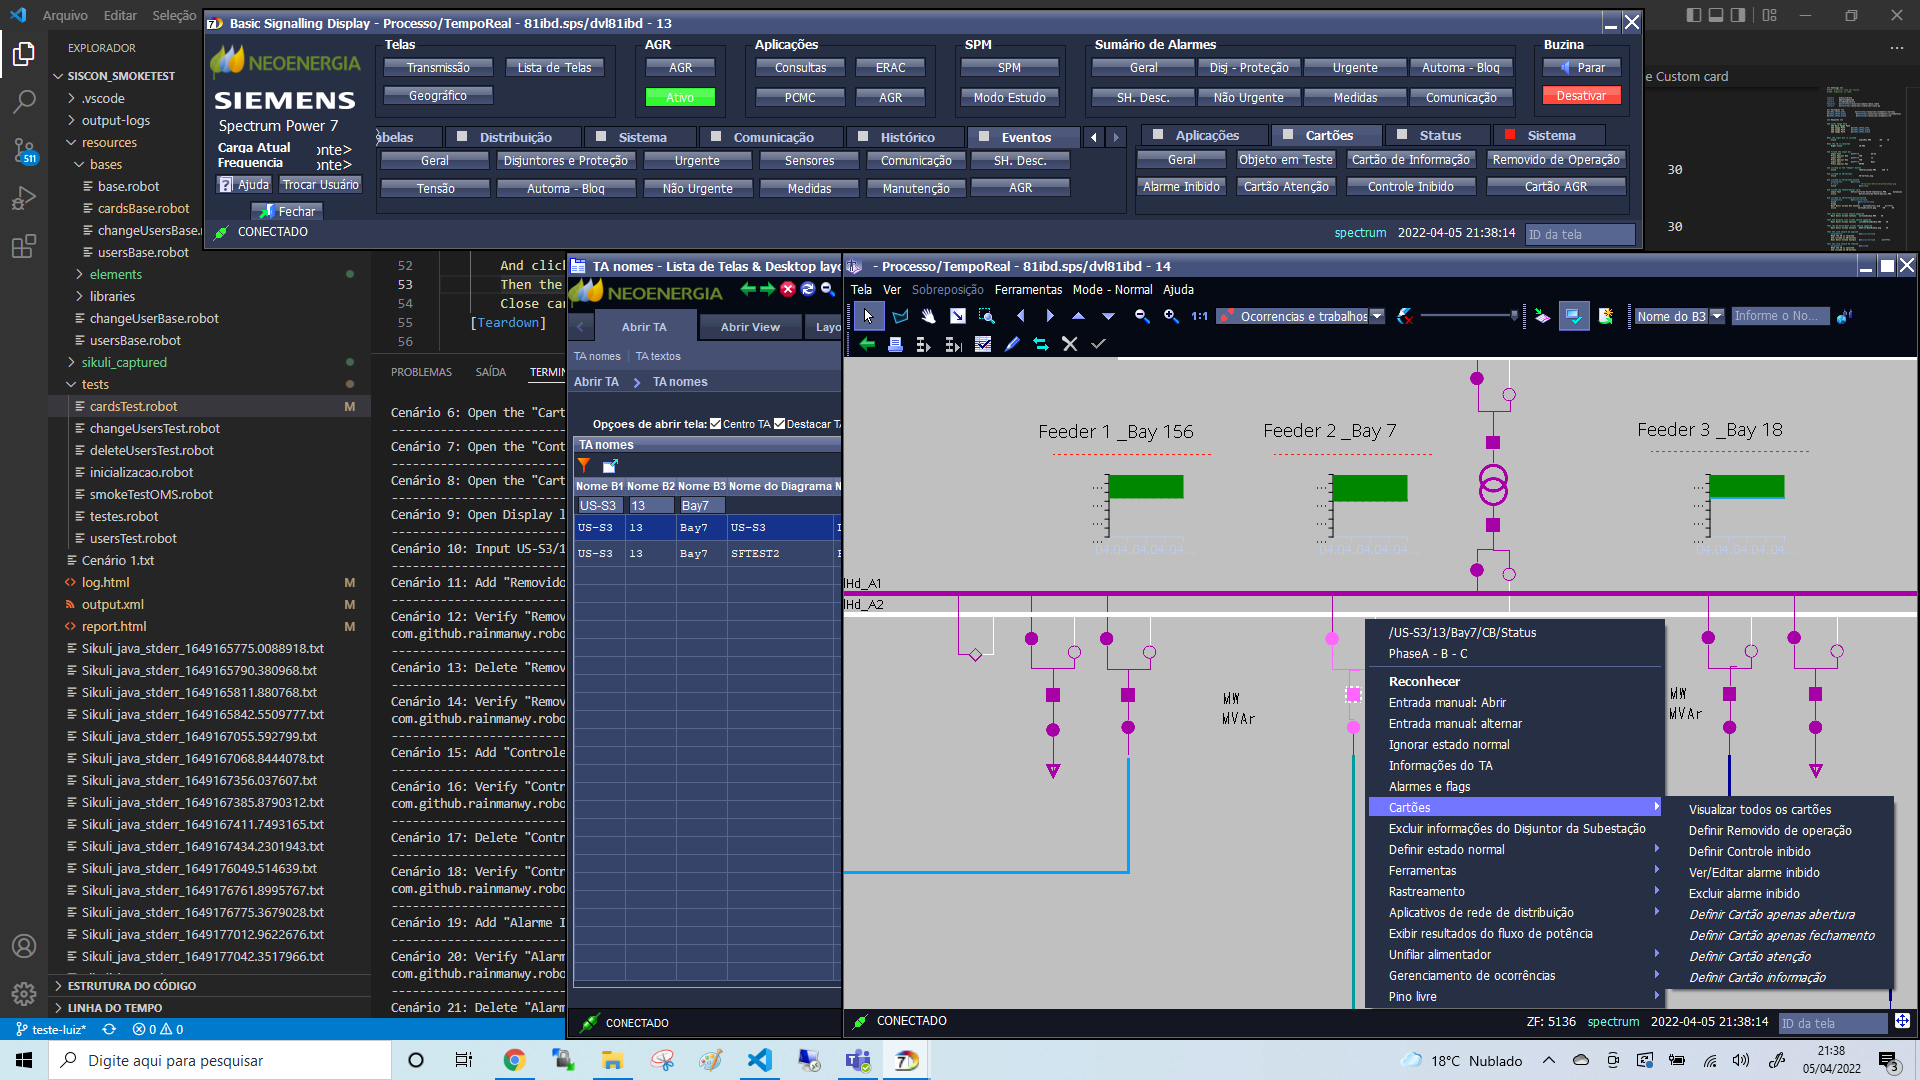 Arquivo Editar Seleção
EXPLORADOR
SISCON_SMOKETEST
.vscode
output-logs
resources
bases
base.robot
cardsBase.robot
changeUsersBase.
usersBase.robot
elements
libraries
changeUserBase.robot
usersBase.robot
sikuli_captured
tests
cardsTest.robot M
changeUsersTest.robot
deleteUsersTest.robot
inicializacao.robot
smokeTestOMS.robot
testes.robot
usersTest.robot
Cenário 1.txt
log.html M
output.xml M
report.html M
Sikuli_java_stderr_1649165775.0088918.txt
Sikuli_java_stderr_1649165790.380968.txt
Sikuli_java_stderr_1649165811.880768.txt
Sikuli_java_stderr_1649165842.5509777.txt
Sikuli_java_stderr_1649167055.592799.txt
Sikuli_java_stderr_1649167068.8444078.txt
Sikuli_java_stderr_1649167356.037607.txt
Sikuli_java_stderr_1649167385.8790312.txt
Sikuli_java_stderr_1649167411.7493165.txt
Sikuli_java_stderr_1649167434.2301943.txt
Sikuli_java_stderr_1649176049.514639.txt
Sikuli_java_stderr_1649176761.8995767.txt
Sikuli_java_stderr_1649176775.3679028.txt
Sikuli_java_stderr_1649177012.9622676.txt
Sikuli_java_stderr_1649177042.3517966.txt
ESTRUTURA DO CÓDIGO
LINHA DO TEMPO
511
teste-luiz* 0 0
Basic Signalling Display - Processo/TempoReal - 81ibd.sps/dvl81ibd - 13
NEOENERGIA
SIEMENS
Spectrum Power 7
Carga Atual onte>
Frequencia onte>
Ajuda Trocar Usuário
Fechar
CONECTADO
Telas
Transmissão Lista de Telas
Geográfico
AGR
AGR
Ativo
Aplicações
Consultas ERAC
PCMC AGR
SPM
SPM
Modo Estudo
Sumário de Alarmes
Geral Disj - Proteção Urgente Automa - Bloq
SH. Desc. Não Urgente Medidas Comunicação
Buzina
Parar
Desativar
abelas Distribuição Sistema Comunicação Histórico Eventos
Geral Disjuntores e Proteção Urgente Sensores Comunicação SH. Desc.
Tensão Automa - Bloq Não Urgente Medidas Manutenção AGR
Aplicações Cartões Status Sistema
Geral Objeto em Teste Cartão de Informação Removido de Operação
Alarme Inibido Cartão Atenção Controle Inibido Cartão AGR
spectrum 2022-04-05 21:38:14 ID da tela
e Custom card
30
30
52 And clic
53 Then the
54 Close car
55 [Teardown]
56
PROBLEMAS SAÍDA TERMIN
Cenário 6: Open the "Cart
Cenário 7: Open the "Cont
Cenário 8: Open the "Cart
Cenário 9: Open Display l
Cenário 10: Input US-S3/1
Cenário 11: Add "Removido
Cenário 12: Verify "Remov
com.github.rainmanwy.robo
Cenário 13: Delete "Remov
Cenário 14: Verify "Remov
com.github.rainmanwy.robo
Cenário 15: Add "Controle
Cenário 16: Verify "Contr
com.github.rainmanwy.robo
Cenário 17: Delete "Contr
Cenário 18: Verify "Contr
com.github.rainmanwy.robo
Cenário 19: Add "Alarme I
Cenário 20: Verify "Alarm
com.github.rainmanwy.robo
Cenário 21: Delete "Alarm
TA nomes - Lista de Telas & Desktop layo
NEOENERGIA
Abrir TA Abrir View Layo
TA nomes TA textos
Abrir TA TA nomes
Opçoes de abrir tela: Centro TA Destacar TA
TA nomes
Nome B1 Nome B2 Nome B3 Nome do Diagrama N
US-S3 13 Bay7
US-S3 13 Bay7 US-S3
US-S3 13 Bay7 SFTEST2
CONECTADO
- Processo/TempoReal - 81ibd.sps/dvl81ibd - 14
Tela Ver Sobreposição Ferramentas Mode - Normal Ajuda
1:1 Ocorrencias e trabalhos Nome do B3 Informe o No...
Feeder 1 _Bay 156
Feeder 2 _Bay 7
Feeder 3 _Bay 18
04.04.04.04.04...
04.04.04.04.04...
04.04.04.04.04...
IHd_A1
IHd_A2
MW
MVAr
MW
MVAr
/US-S3/13/Bay7/CB/Status
PhaseA - B - C
Reconhecer
Entrada manual: Abrir
Entrada manual: alternar
Ignorar estado normal
Informações do TA
Alarmes e flags
Cartões
Excluir informações do Disjuntor da Subestação
Definir estado normal
Ferramentas
Rastreamento
Aplicativos de rede de distribuição
Exibir resultados do fluxo de potência
Unifilar alimentador
Gerenciamento de ocorrências
Pino livre
Visualizar todos os cartões
Definir Removido de operação
Definir Controle inibido
Ver/Editar alarme inibido
Excluir alarme inibido
Definir Cartão apenas abertura
Definir Cartão apenas fechamento
Definir Cartão atenção
Definir Cartão informação
CONECTADO
ZF: 5136 spectrum 2022-04-05 21:38:14 ID da tela
Digite aqui para pesquisar
18°C Nublado
21:38
05/04/2022
3